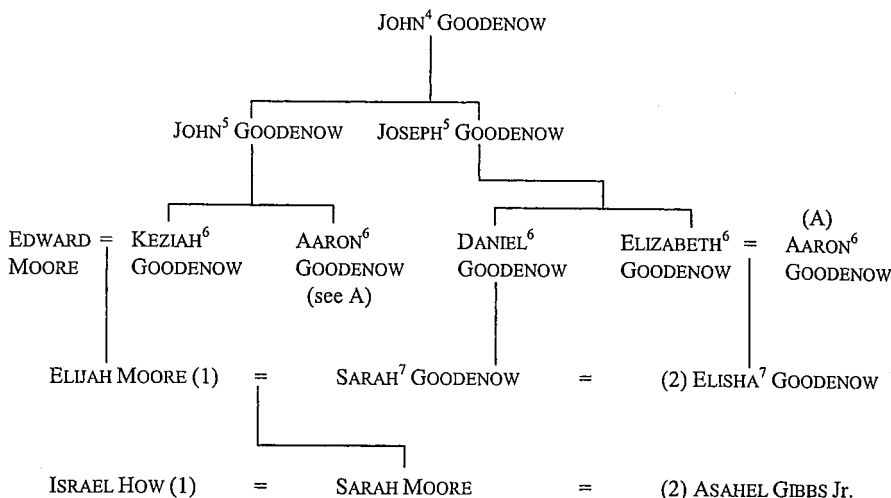 JOHN⁴ GOODENOW
JOHN⁵ GOODENOW JOSEPH⁵ GOODENOW
(A)
EDWARD = KEZIAH⁶ AARON⁶ DANIEL⁶ ELIZABETH⁶ = AARON⁶
MOORE GOODENOW GOODENOW GOODENOW GOODENOW GOODENOW
(see A)
ELIJAH MOORE (1) = SARAH⁷ GOODENOW = (2) ELISHA⁷ GOODENOW
ISRAEL HOW (1) = SARAH MOORE = (2) ASAHEL GIBBS Jr.